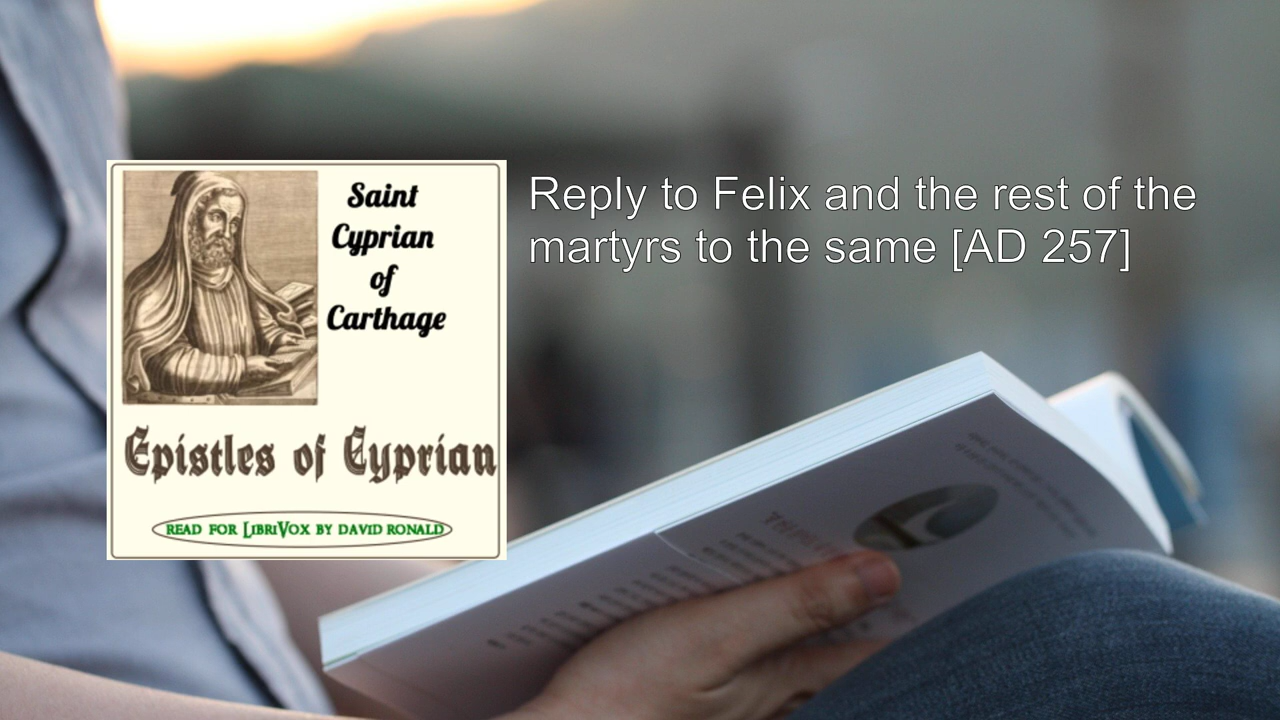 Saint
Cyprian
of
Carthage
Epistles of Cyprian
READ FOR LIBRIVOX BY DAVID RONALD
Reply to Felix and the rest of the
martyrs to the same [AD 257]